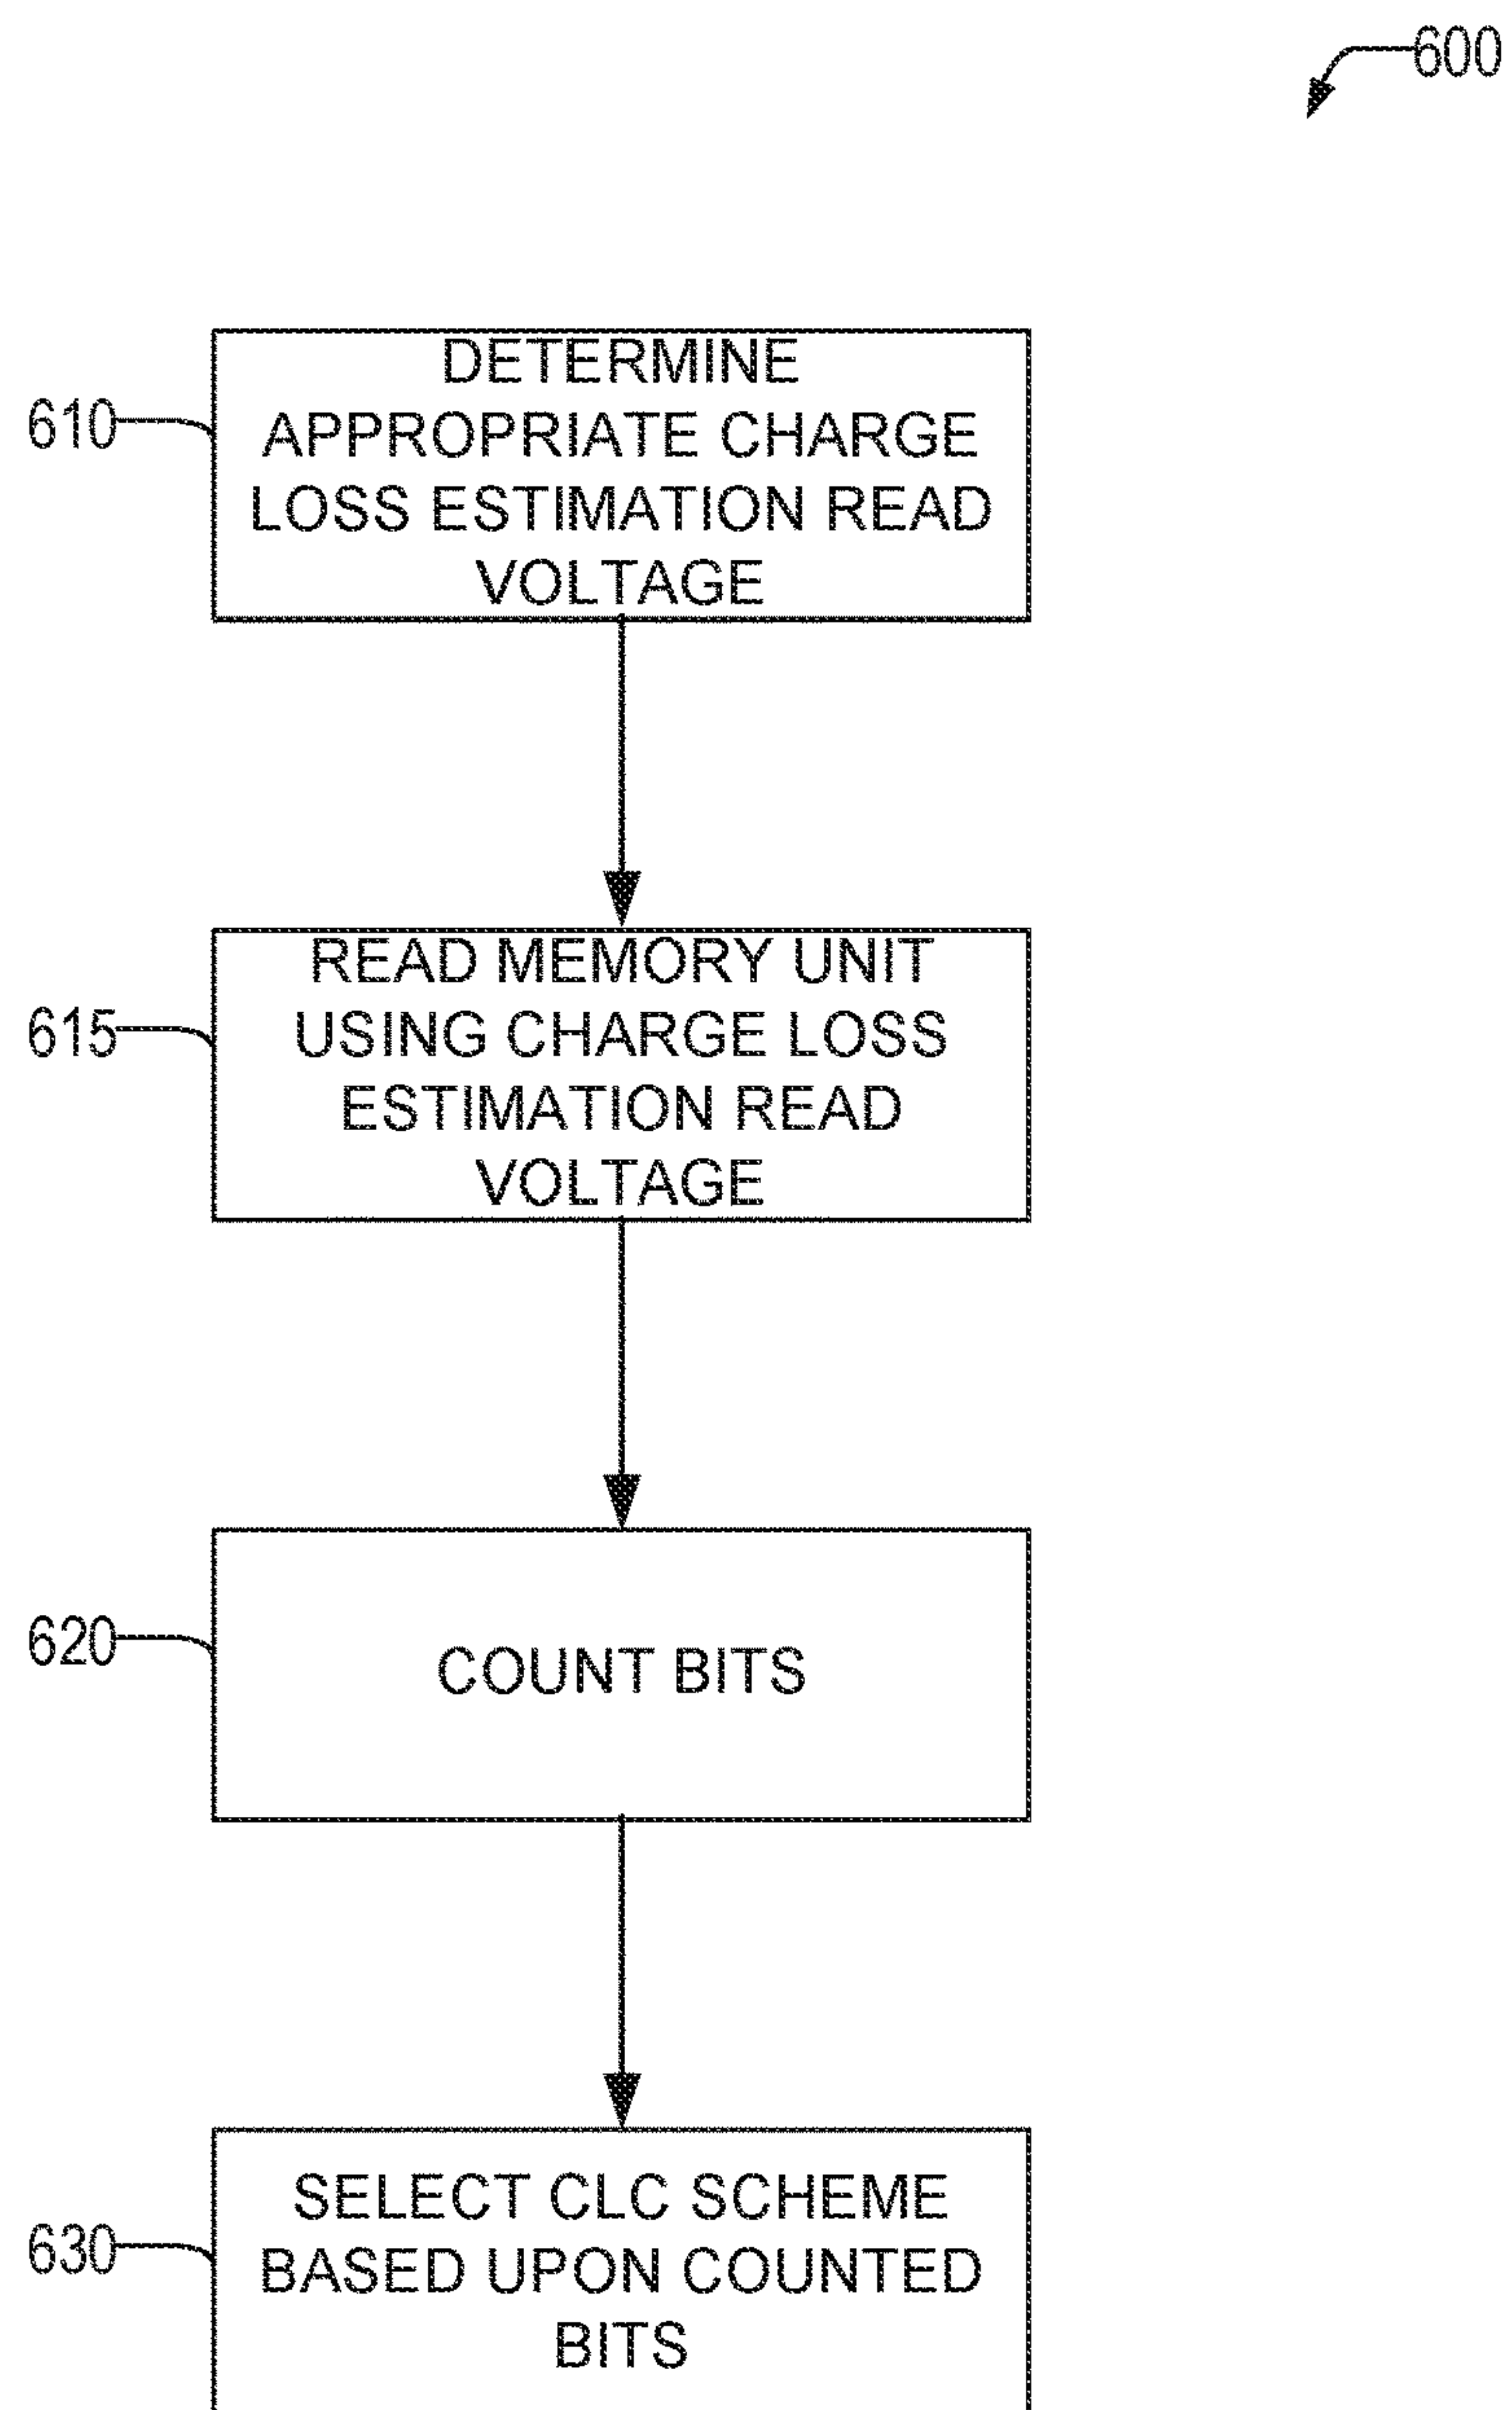 600
610
DETERMINE
APPROPRIATE CHARGE
LOSS ESTIMATION READ
VOLTAGE
615
READ MEMORY UNIT
USING CHARGE LOSS
ESTIMATION READ
VOLTAGE
620
COUNT BITS
630
SELECT CLC SCHEME
BASED UPON COUNTED
BITS